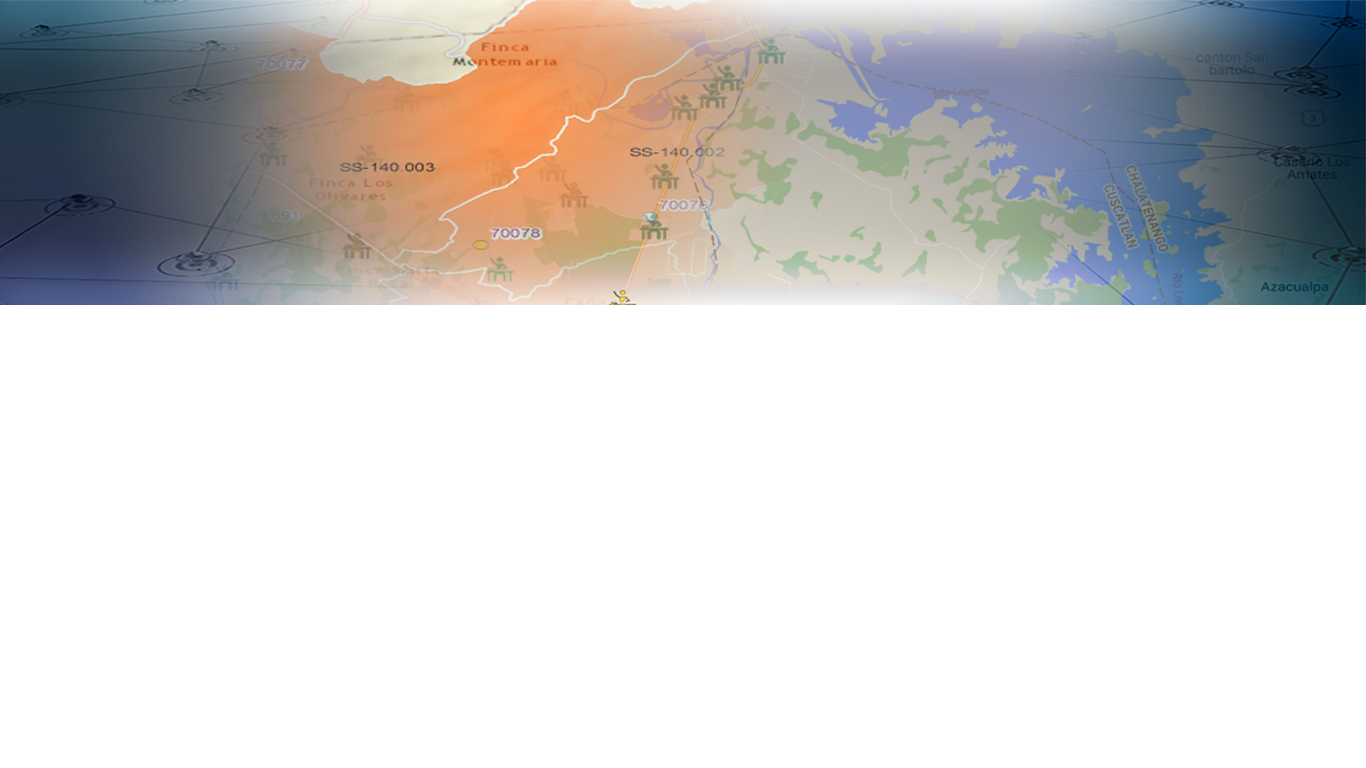 Finca
Montemaria
70077
canton San
bartolo
2
SS-140.003
SS-140.002
Caserio Los
Amates
Finca Los
Olivares
70076
1691
70078
CHALATENANGO
CUSCATLAN
Azacualpa